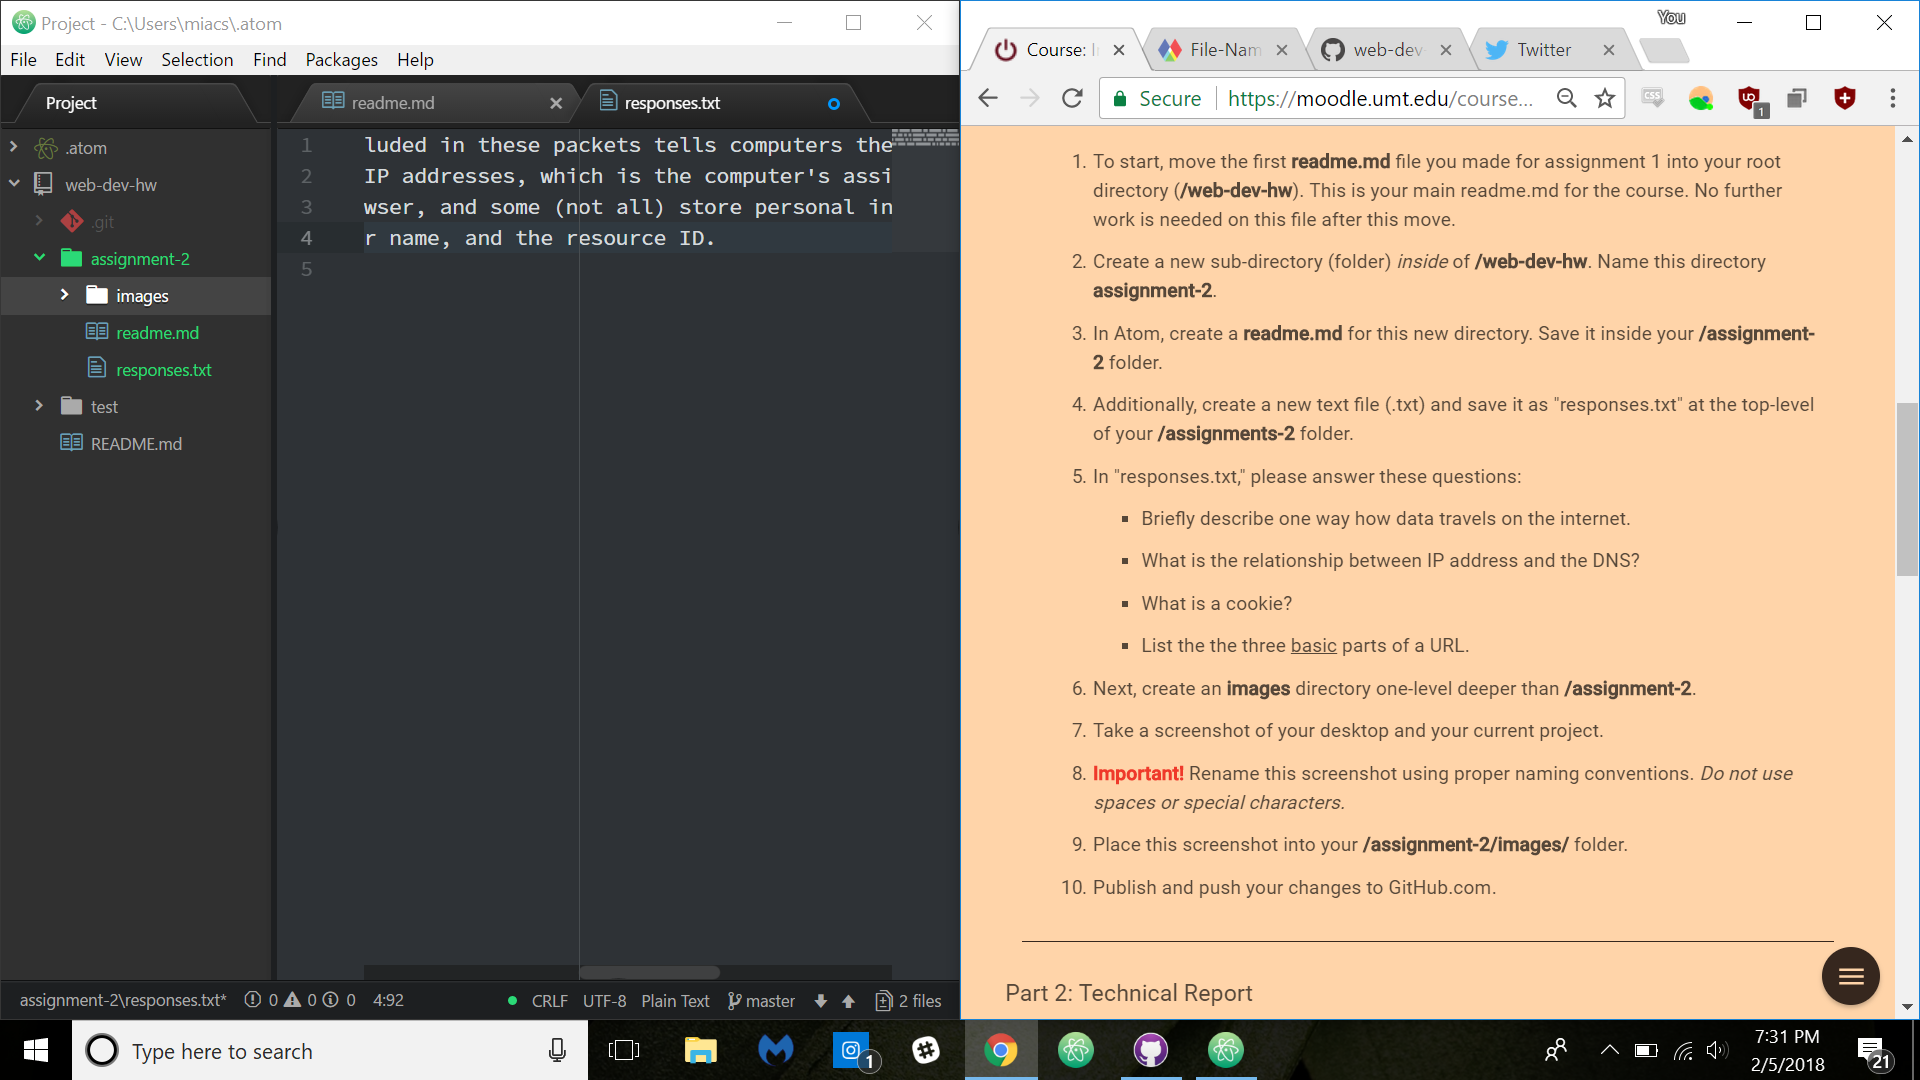 Project - C:\Users\miacs\.atom
File Edit View Selection Find Packages Help
Project
readme.md
responses.txt
.atom
web-dev-hw
.git
assignment-2
images
readme.md
responses.txt
test
README.md
1 luded in these packets tells computers the
2 IP addresses, which is the computer's assi
3 wser, and some (not all) store personal in
4 r name, and the resource ID.
5
assignment-2\responses.txt* 0 0 0 4:92 CRLF UTF-8 Plain Text master 2 files
You
Course: I
File-Nam
web-dev-
Twitter
Secure https://moodle.umt.edu/course...
CSS
1
1. To start, move the first readme.md file you made for assignment 1 into your root
directory (/web-dev-hw). This is your main readme.md for the course. No further
work is needed on this file after this move.
2. Create a new sub-directory (folder) inside of /web-dev-hw. Name this directory
assignment-2.
3. In Atom, create a readme.md for this new directory. Save it inside your /assignment-
2 folder.
4. Additionally, create a new text file (.txt) and save it as "responses.txt" at the top-level
of your /assignments-2 folder.
5. In "responses.txt," please answer these questions:
▪ Briefly describe one way how data travels on the internet.
▪ What is the relationship between IP address and the DNS?
▪ What is a cookie?
▪ List the the three basic parts of a URL.
6. Next, create an images directory one-level deeper than /assignment-2.
7. Take a screenshot of your desktop and your current project.
8. Important! Rename this screenshot using proper naming conventions. Do not use
spaces or special characters.
9. Place this screenshot into your /assignment-2/images/ folder.
10. Publish and push your changes to GitHub.com.
Part 2: Technical Report
Type here to search
1
7:31 PM
2/5/2018
21